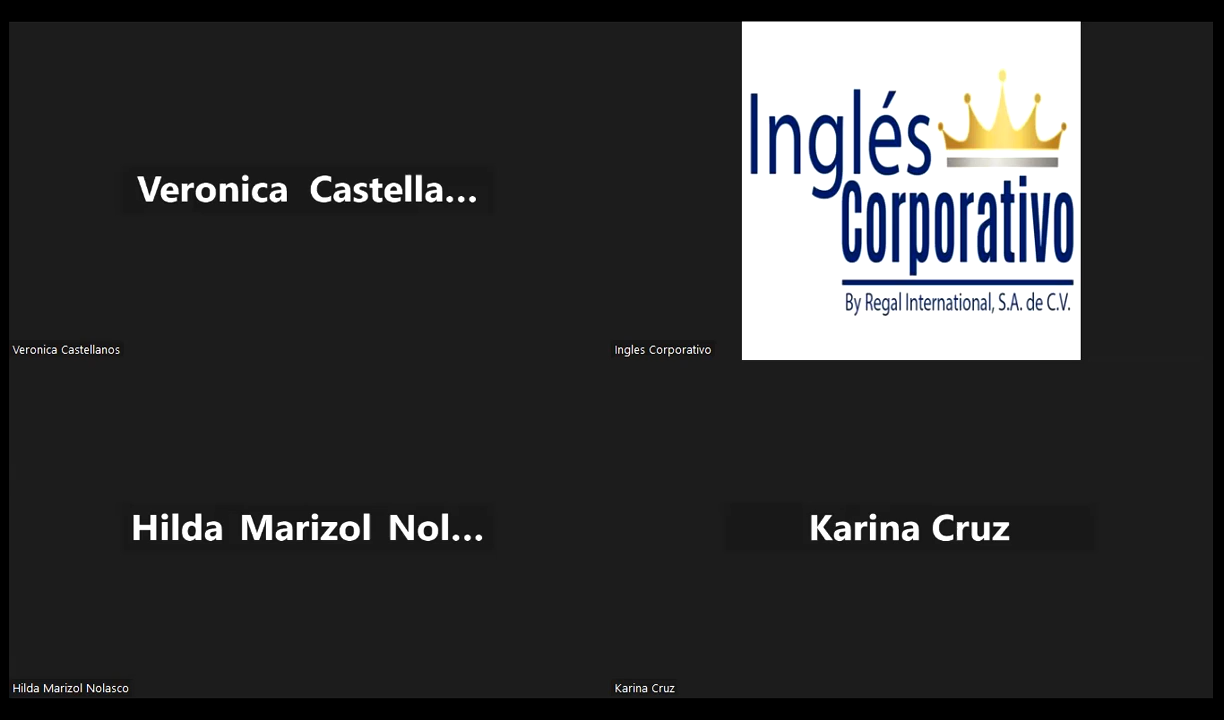 Veronica Castella...
Veronica Castellanos
Inglés
Corporativo
By Regal International, S.A. de C.V.
Ingles Corporativo
Hilda Marizol Nol...
Hilda Marizol Nolasco
Karina Cruz
Karina Cruz